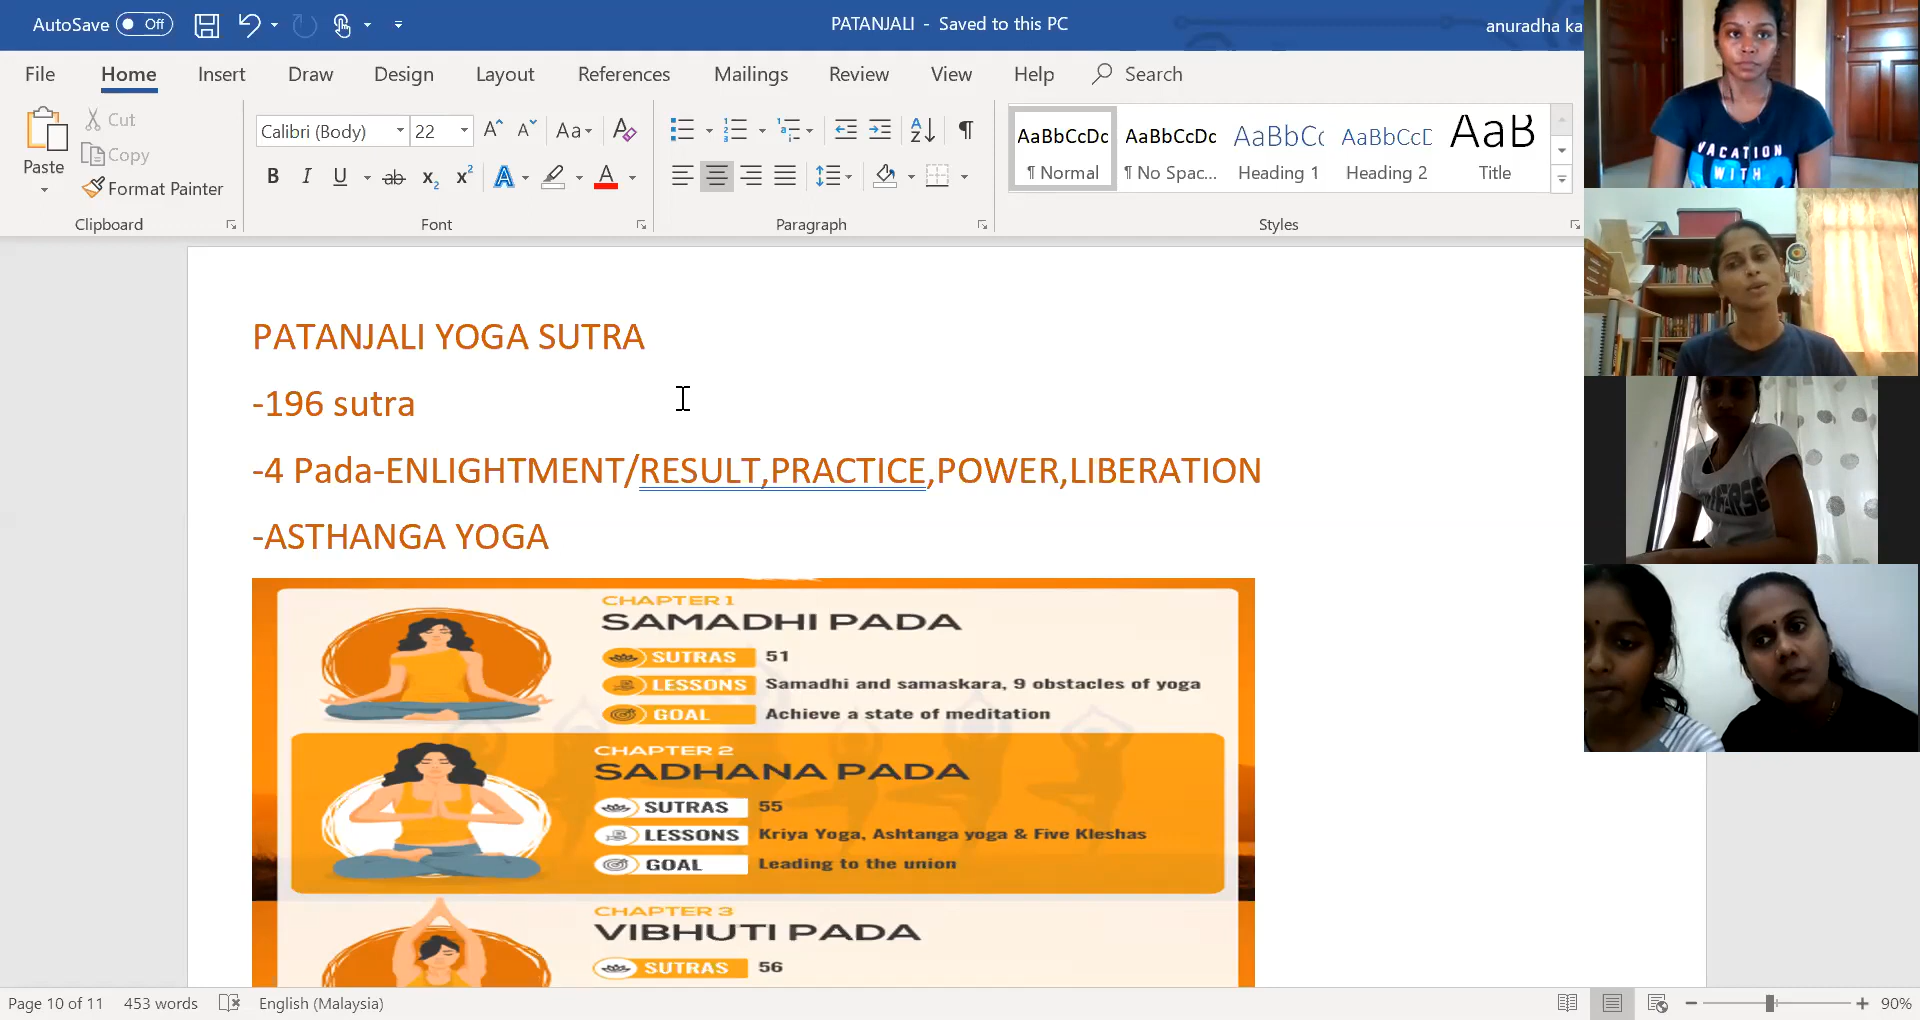 AutoSave Off
PATANJALI - Saved to this PC
anuradha ka
File Home Insert Draw Design Layout References Mailings Review View Help Search
Paste
Cut
Copy
Format Painter
Clipboard
Calibri (Body) 22
Aa
B I U ab x2 x2 A A
Font
Paragraph
AaBbCcDc AaBbCcDc AaBbCc AaBbCcD AaB
¶ Normal ¶ No Spac... Heading 1 Heading 2 Title
Styles
VACATION
WITH
PATANJALI YOGA SUTRA
-196 sutra
-4 Pada-ENLIGHTMENT/RESULT,PRACTICE,POWER,LIBERATION
-ASTHANGA YOGA
CHAPTER 1
SAMADHI PADA
SUTRAS 51
LESSONS Samadhi and samaskara, 9 obstacles of yoga
GOAL Achieve a state of meditation
CHAPTER 2
SADHANA PADA
SUTRAS 55
LESSONS Kriya Yoga, Ashtanga yoga & Five Kleshas
GOAL Leading to the union
CHAPTER 3
VIBHUTI PADA
SUTRAS 56
Page 10 of 11 453 words English (Malaysia) 90%